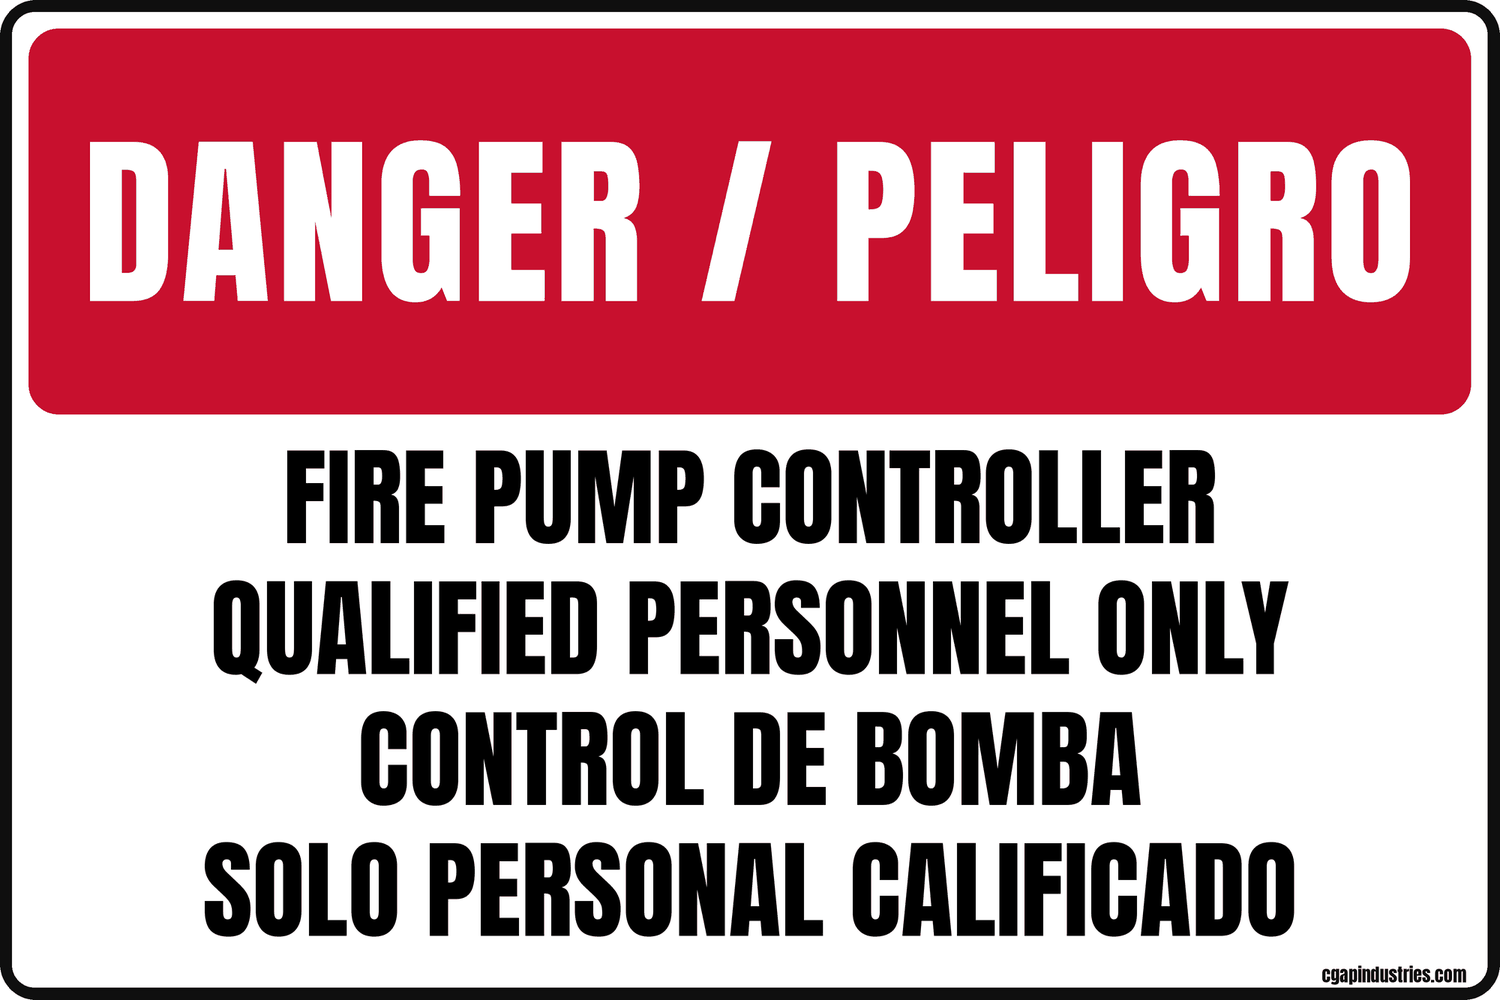 DANGER / PELIGRO
FIRE PUMP CONTROLLER
QUALIFIED PERSONNEL ONLY
CONTROL DE BOMBA
SOLO PERSONAL CALIFICADO
cgapindustries.com